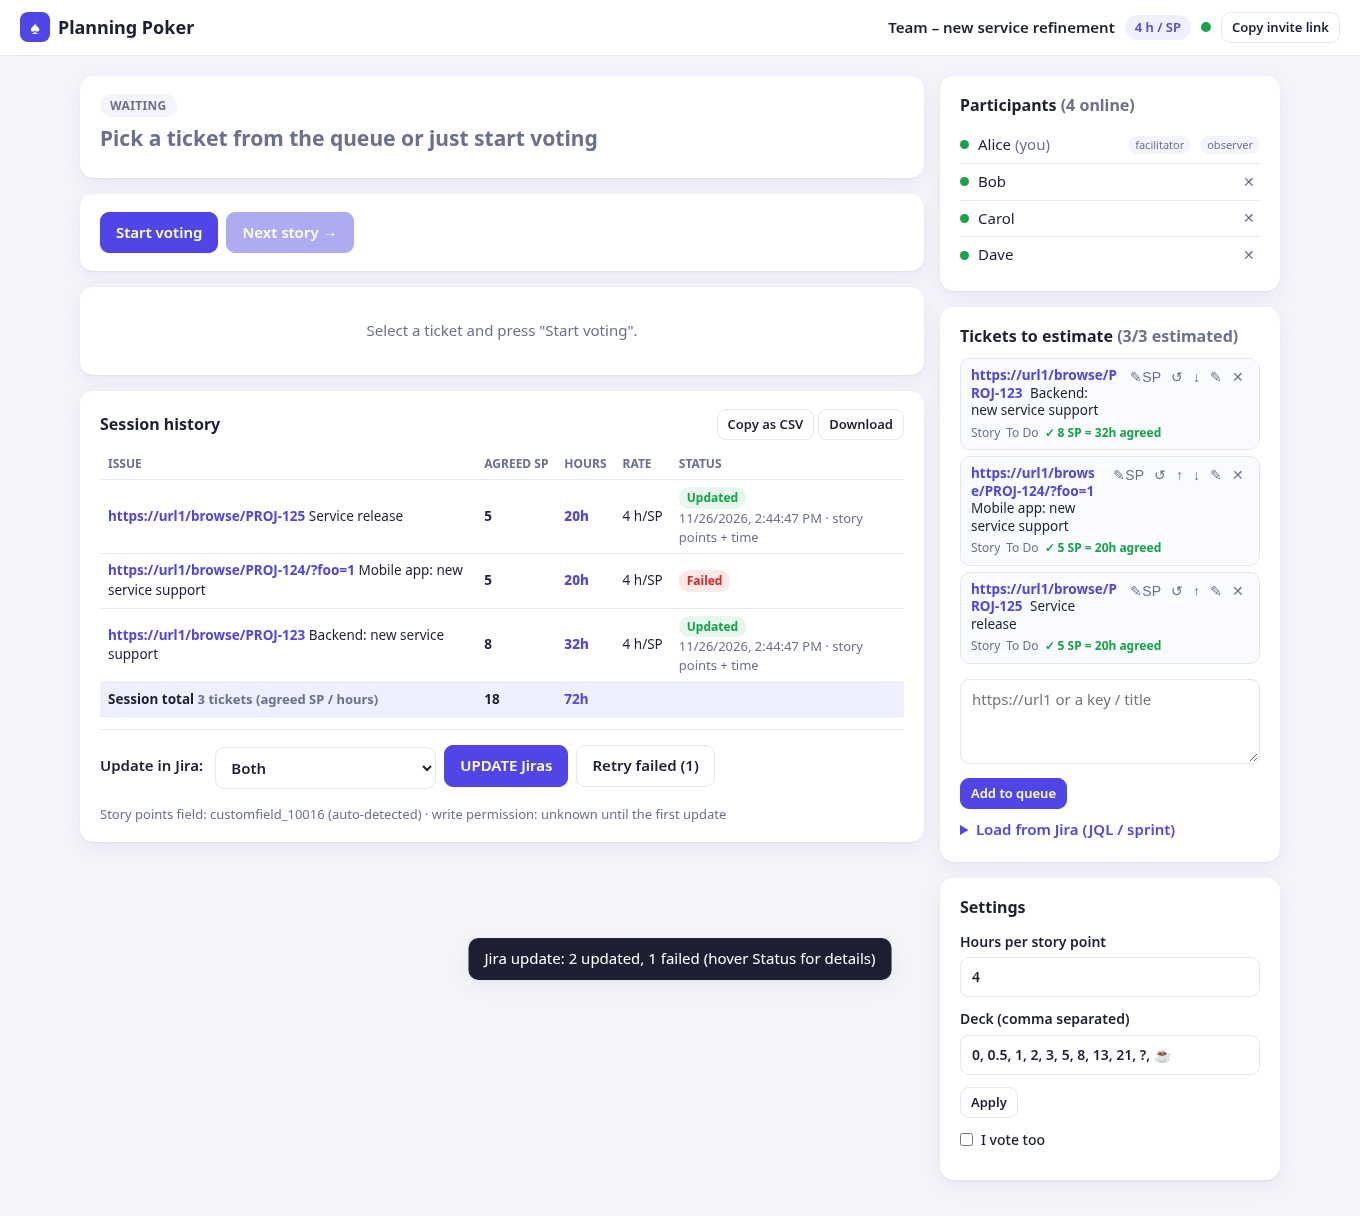 ♠ Planning Poker
Team – new service refinement 4 h / SP Copy invite link
WAITING
Pick a ticket from the queue or just start voting
Start voting Next story →
Select a ticket and press "Start voting".
Session history Copy as CSV Download
ISSUE AGREED SP HOURS RATE STATUS
https://url1/browse/PROJ-125 Service release 5 20h 4 h/SP Updated
11/26/2026, 2:44:47 PM · story
points + time
https://url1/browse/PROJ-124/?foo=1 Mobile app: new
service support 5 20h 4 h/SP Failed
https://url1/browse/PROJ-123 Backend: new service
support 8 32h 4 h/SP Updated
11/26/2026, 2:44:47 PM · story
points + time
Session total 3 tickets (agreed SP / hours) 18 72h
Update in Jira: Both UPDATE Jiras Retry failed (1)
Story points field: customfield_10016 (auto-detected) · write permission: unknown until the first update
Jira update: 2 updated, 1 failed (hover Status for details)
Participants (4 online)
Alice (you) facilitator observer
Bob ✕
Carol ✕
Dave ✕
Tickets to estimate (3/3 estimated)
https://url1/browse/P ✎SP ↺ ↓ ✎ ✕
ROJ-123 Backend:
new service support
Story To Do ✓ 8 SP = 32h agreed
https://url1/brows ✎SP ↺ ↑ ↓ ✎ ✕
e/PROJ-124/?foo=1
Mobile app: new
service support
Story To Do ✓ 5 SP = 20h agreed
https://url1/browse/P ✎SP ↺ ↑ ✎ ✕
ROJ-125 Service
release
Story To Do ✓ 5 SP = 20h agreed
https://url1 or a key / title
Add to queue
▶ Load from Jira (JQL / sprint)
Settings
Hours per story point
4
Deck (comma separated)
0, 0.5, 1, 2, 3, 5, 8, 13, 21, ?, ☕
Apply
I vote too